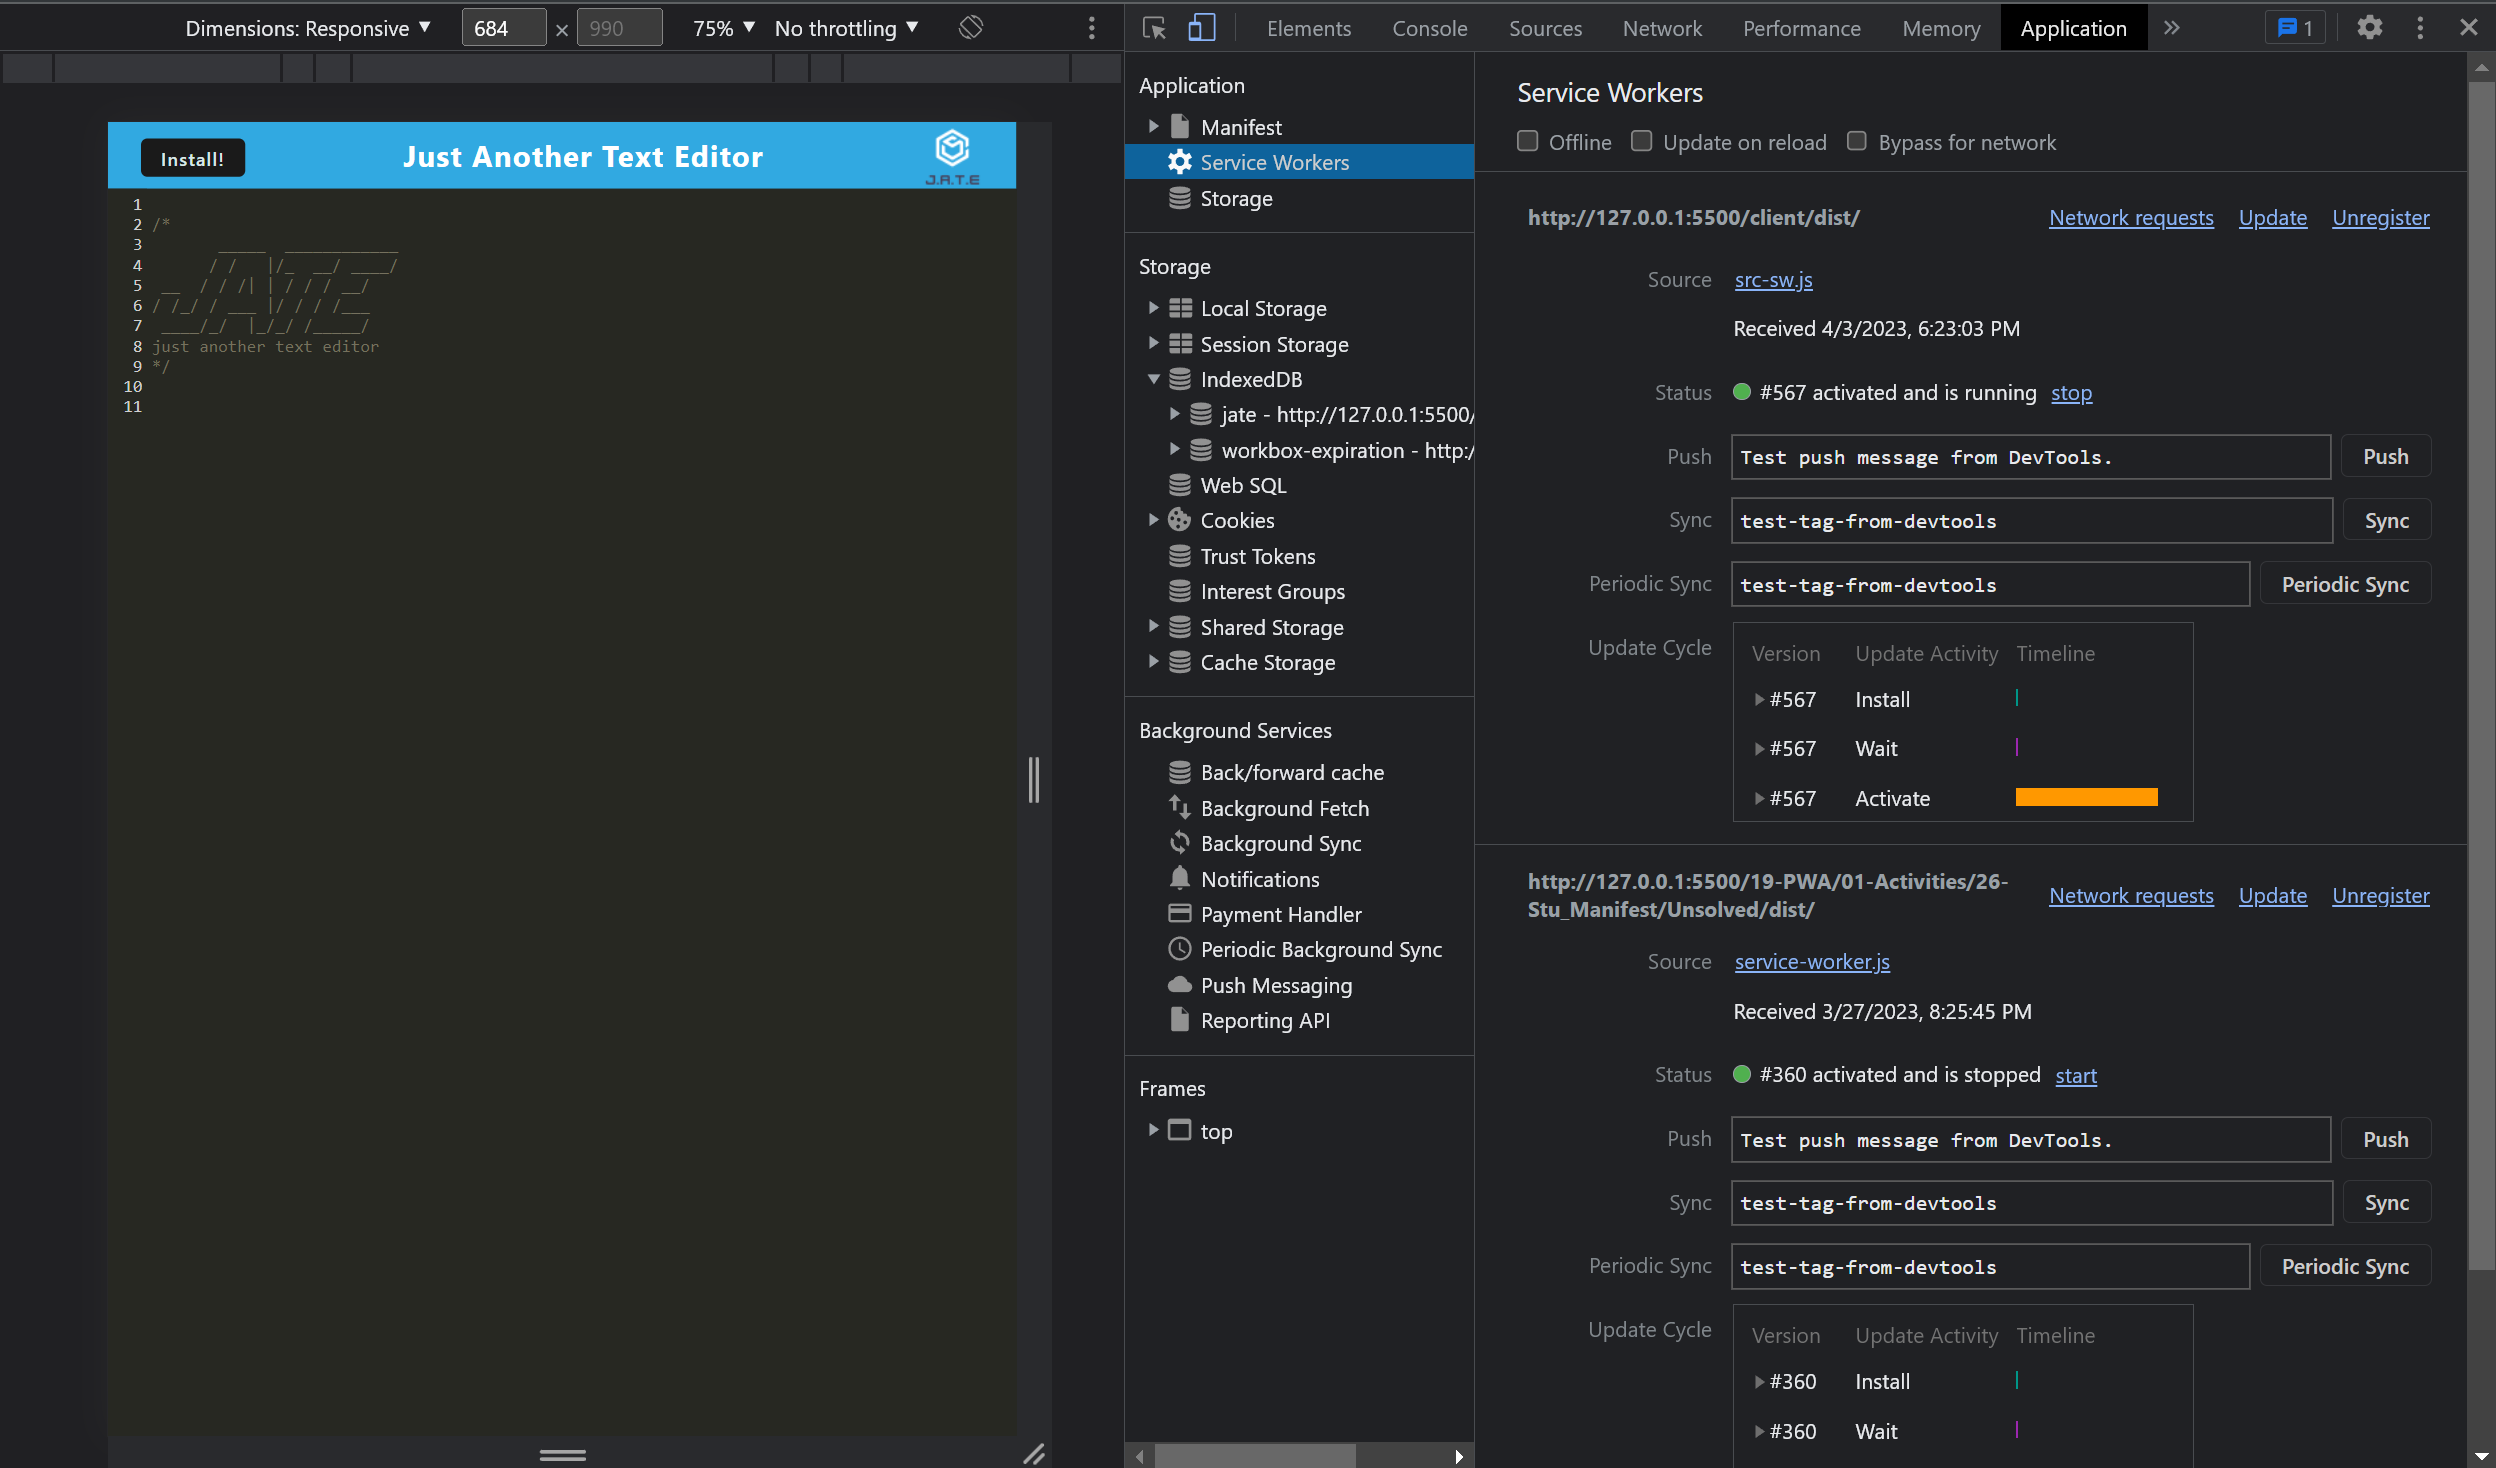 Dimensions: Responsive ▼ 684 × 990 75% ▼ No throttling ▼
Elements Console Sources Network Performance Memory Application » 1
Install! Just Another Text Editor J.A.T.E
1
2 /*
3        _____  ____________
4       / /   |/_  __/ ____/
5  __  / / /| | / / / __/
6 / /_/ / ___ |/ / / /___
7  ____/_/  |_/_/ /_____/
8 just another text editor
9 */
10
11
Application
Manifest
Service Workers
Storage
Storage
Local Storage
Session Storage
IndexedDB
jate - http://127.0.0.1:5500/
workbox-expiration - http:/
Web SQL
Cookies
Trust Tokens
Interest Groups
Shared Storage
Cache Storage
Background Services
Back/forward cache
Background Fetch
Background Sync
Notifications
Payment Handler
Periodic Background Sync
Push Messaging
Reporting API
Frames
top
Service Workers
Offline Update on reload Bypass for network
http://127.0.0.1:5500/client/dist/ Network requests Update Unregister
Source src-sw.js
Received 4/3/2023, 6:23:03 PM
Status #567 activated and is running stop
Push Test push message from DevTools. Push
Sync test-tag-from-devtools Sync
Periodic Sync test-tag-from-devtools Periodic Sync
Update Cycle Version Update Activity Timeline
#567 Install
#567 Wait
#567 Activate
http://127.0.0.1:5500/19-PWA/01-Activities/26-
Stu_Manifest/Unsolved/dist/ Network requests Update Unregister
Source service-worker.js
Received 3/27/2023, 8:25:45 PM
Status #360 activated and is stopped start
Push Test push message from DevTools. Push
Sync test-tag-from-devtools Sync
Periodic Sync test-tag-from-devtools Periodic Sync
Update Cycle Version Update Activity Timeline
#360 Install
#360 Wait